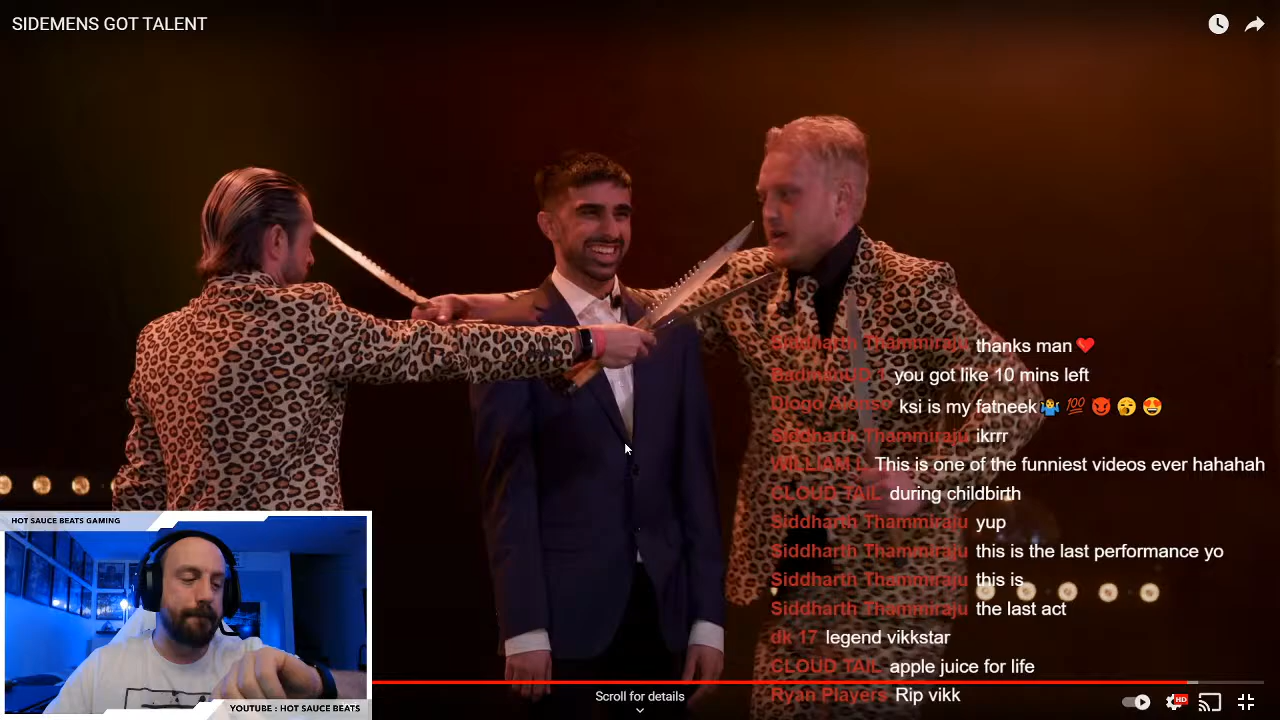 SIDEMENS GOT TALENT
Siddharth Thammiraju thanks man ❤️
BadmanUD 1 you got like 10 mins left
Diogo Alonso ksi is my fatneek🤷‍♂️ 💯 😈 🥱 😍
Siddharth Thammiraju ikrrr
WILLIAM L This is one of the funniest videos ever hahahah
CLOUD TAIL during childbirth
Siddharth Thammiraju yup
Siddharth Thammiraju this is the last performance yo
Siddharth Thammiraju this is
Siddharth Thammiraju the last act
dk 17 legend vikkstar
CLOUD TAIL apple juice for life
Ryan Players Rip vikk
HOT SAUCE BEATS GAMING
YOUTUBE : HOT SAUCE BEATS
Scroll for details
HD